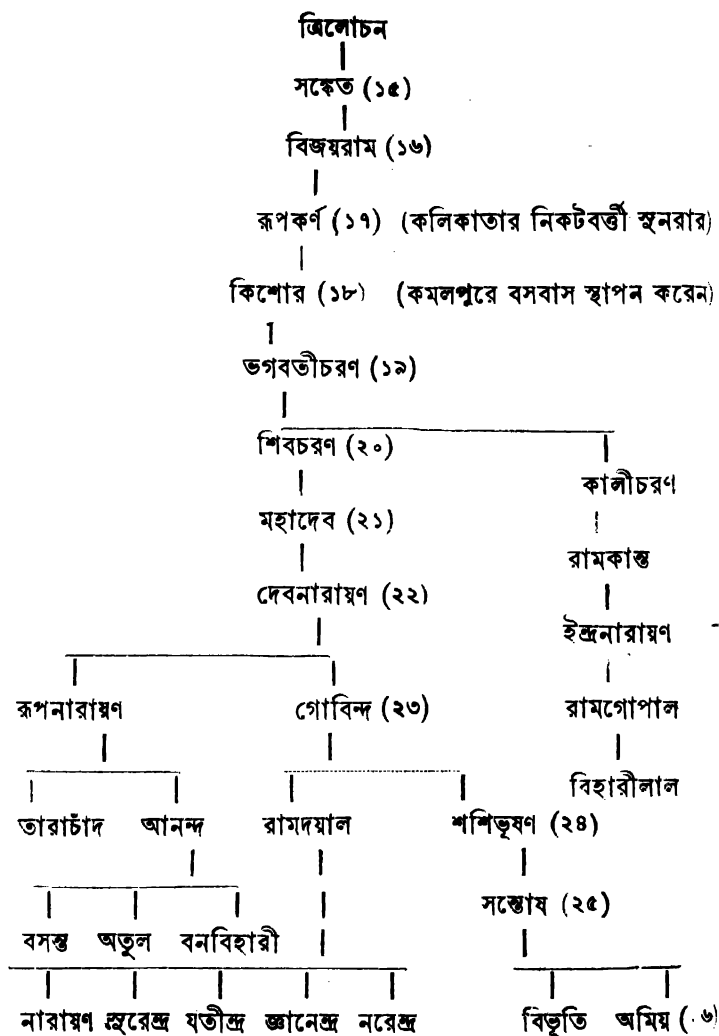 ত্রিলোচন
সঙ্কেত (১৫)
বিজয়রাম (১৬)
রূপকর্ণ (১৭) (কলিকাতার নিকটবর্ত্তী সুনরার)
কিশোর (১৮) (কমলপুরে বসবাস স্থাপন করেন)
ভগবতীচরণ (১৯)
শিবচরণ (২০)
কালীচরণ
মহাদেব (২১)
রামকান্ত
দেবনারায়ণ (২২)
ইন্দ্রনারায়ণ
রূপনারায়ণ গোবিন্দ (২৩) রামগোপাল
বিহারীলাল
তারাচাঁদ আনন্দ রামদয়াল শশিভূষণ (২৪)
সন্তোষ (২৫)
বসন্ত অতুল বনবিহারী
নারায়ণ সুরেন্দ্র যতীন্দ্র জ্ঞানেন্দ্র নরেন্দ্র বিভূতি অমিয় ( ৬)